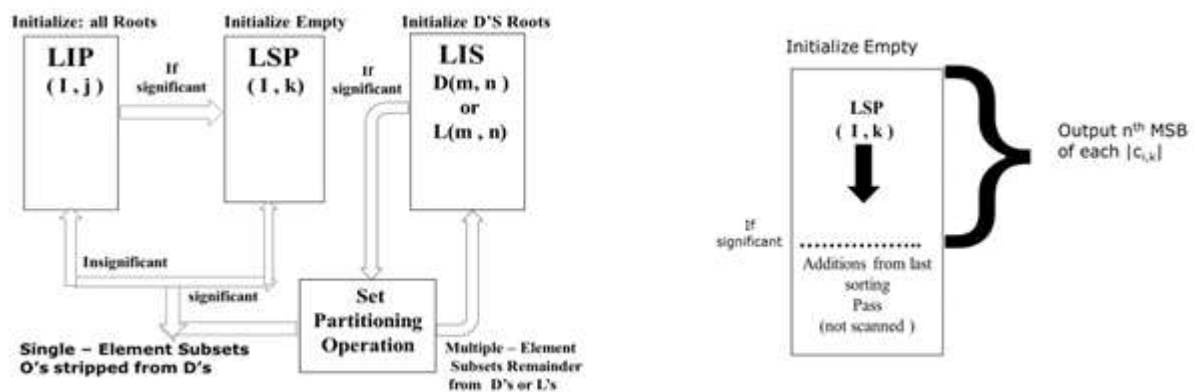 Initialize: all Roots
Initialize Empty
Initialize D'S Roots
LIP
( I , j )
If
significant
LSP
( I , k )
If
significant
LIS
D(m, n )
or
L(m , n)
Insignificant
significant
Set
Partitioning
Operation
Single – Element Subsets
O's stripped from D's
Multiple – Element
Subsets Remainder
from D's or L's
Initialize Empty
LSP
( I , k )
Output nth MSB
of each |ci,k|
If
significant
Additions from last
sorting
Pass
(not scanned )